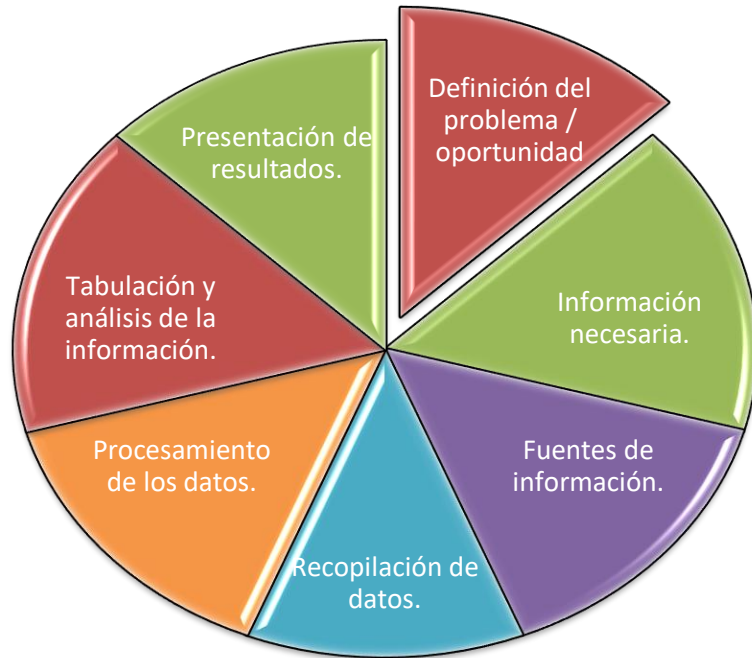 Definición del
problema /
oportunidad
Información
necesaria.
Fuentes de
información.
Recopilación de
datos.
Procesamiento
de los datos.
Tabulación y
análisis de la
información.
Presentación de
resultados.